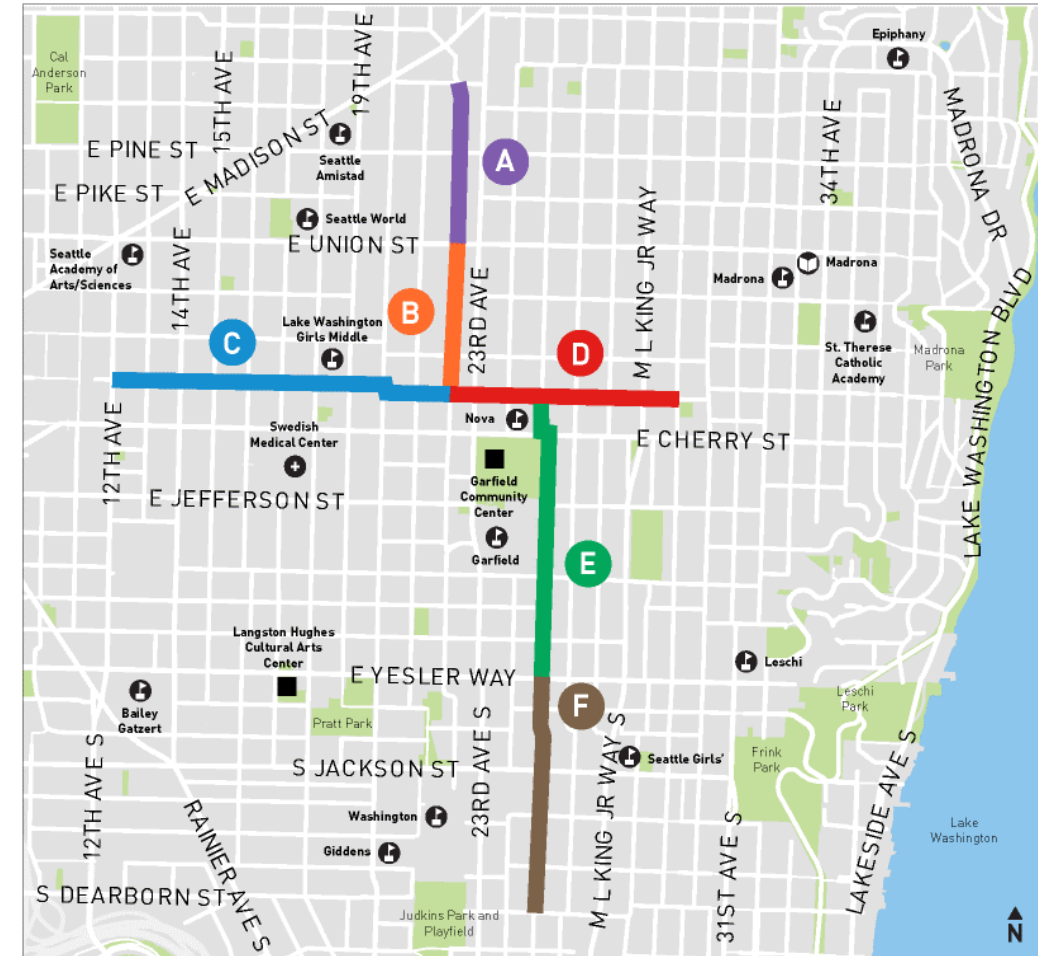 Cal
Anderson
Park
15TH AVE
19TH AVE
Epiphany
E PINE ST
E MADISON ST
Seattle
Amistad
A
34TH AVE
MADRONA DR
E PIKE ST
Seattle World
E UNION ST
M L KING JR WAY
Seattle
Academy of
Arts/Sciences
14TH AVE
Madrona
Madrona
23RD AVE
B
Lake Washington
Girls Middle
C
D
St. Therese
Catholic
Academy
Madrona
Park
LAKE WASHINGTON BLVD
12TH AVE
Nova
Swedish
Medical Center
E CHERRY ST
E JEFFERSON ST
Garfield
Community
Center
Garfield
E
Langston Hughes
Cultural Arts
Center
E YESLER WAY
Leschi
Bailey
Gatzert
Pratt Park
F
Leschi
Park
12TH AVE S
S JACKSON ST
23RD AVE S
M L KING JR WAY S
Seattle Girls'
Frink
Park
LAKESIDE AVE S
RAINIER AVE S
Washington
Giddens
31ST AVE S
Lake
Washington
S DEARBORN ST
Judkins Park and
Playfield
N